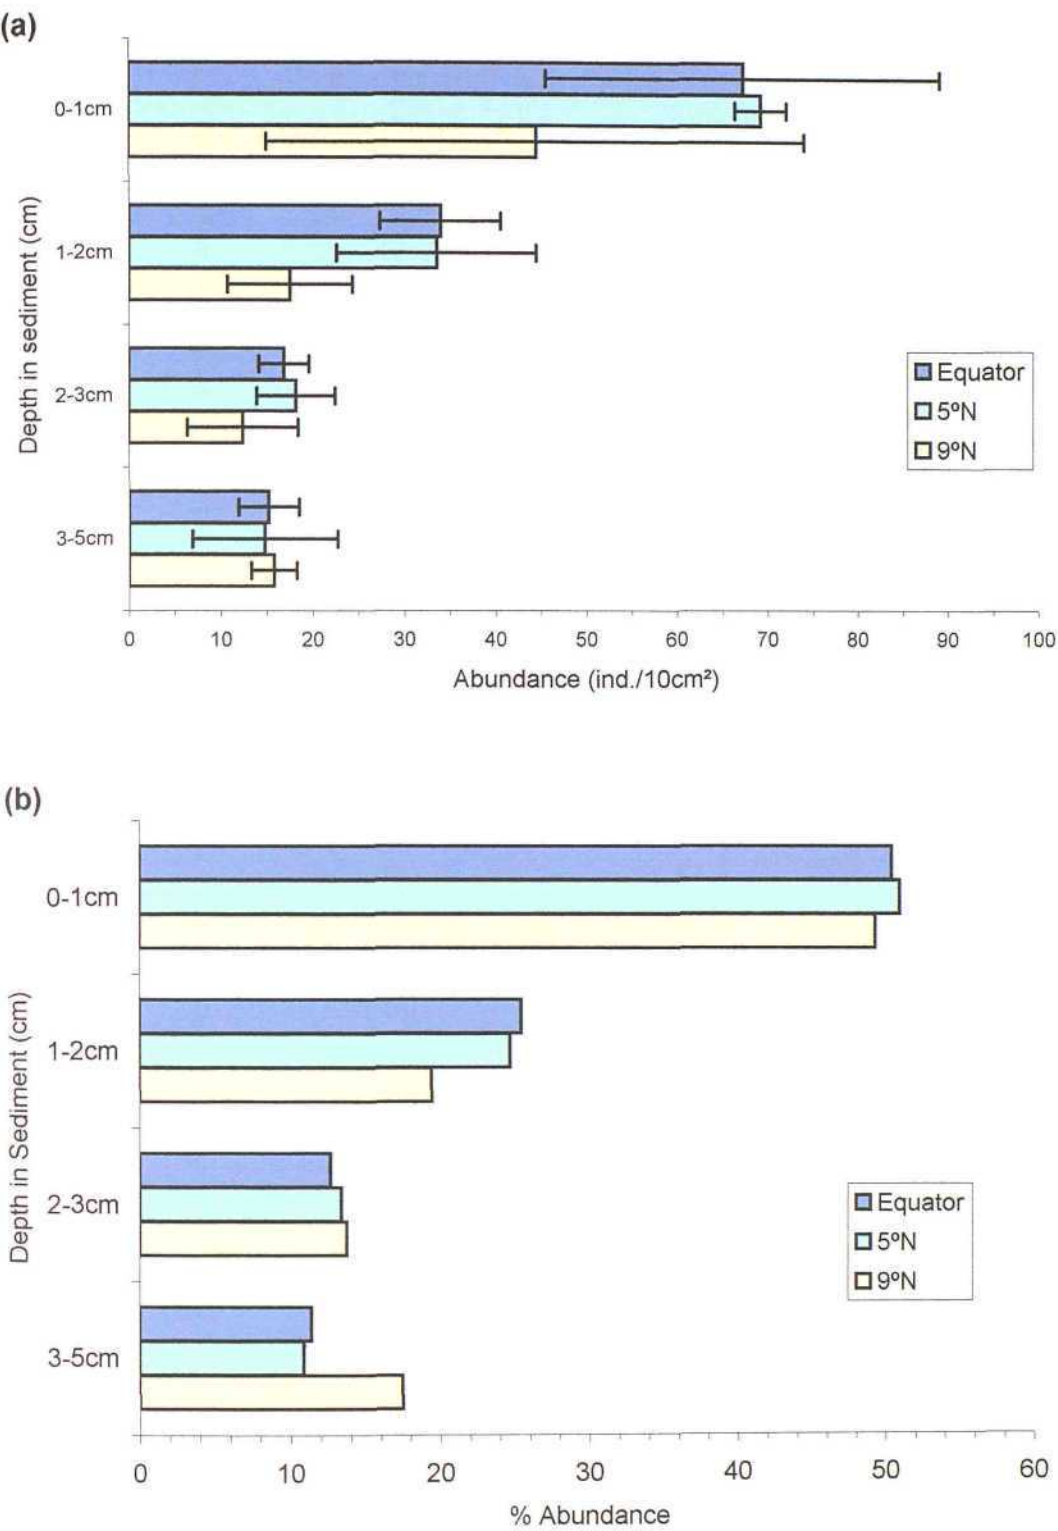 (a)
0-1cm
1-2cm
2-3cm
3-5cm
Depth in sediment (cm)
Equator
5ºN
9ºN
0 10 20 30 40 50 60 70 80 90 100
Abundance (ind./10cm²)
(b)
0-1cm
1-2cm
2-3cm
3-5cm
Depth in Sediment (cm)
Equator
5ºN
9ºN
0 10 20 30 40 50 60
% Abundance